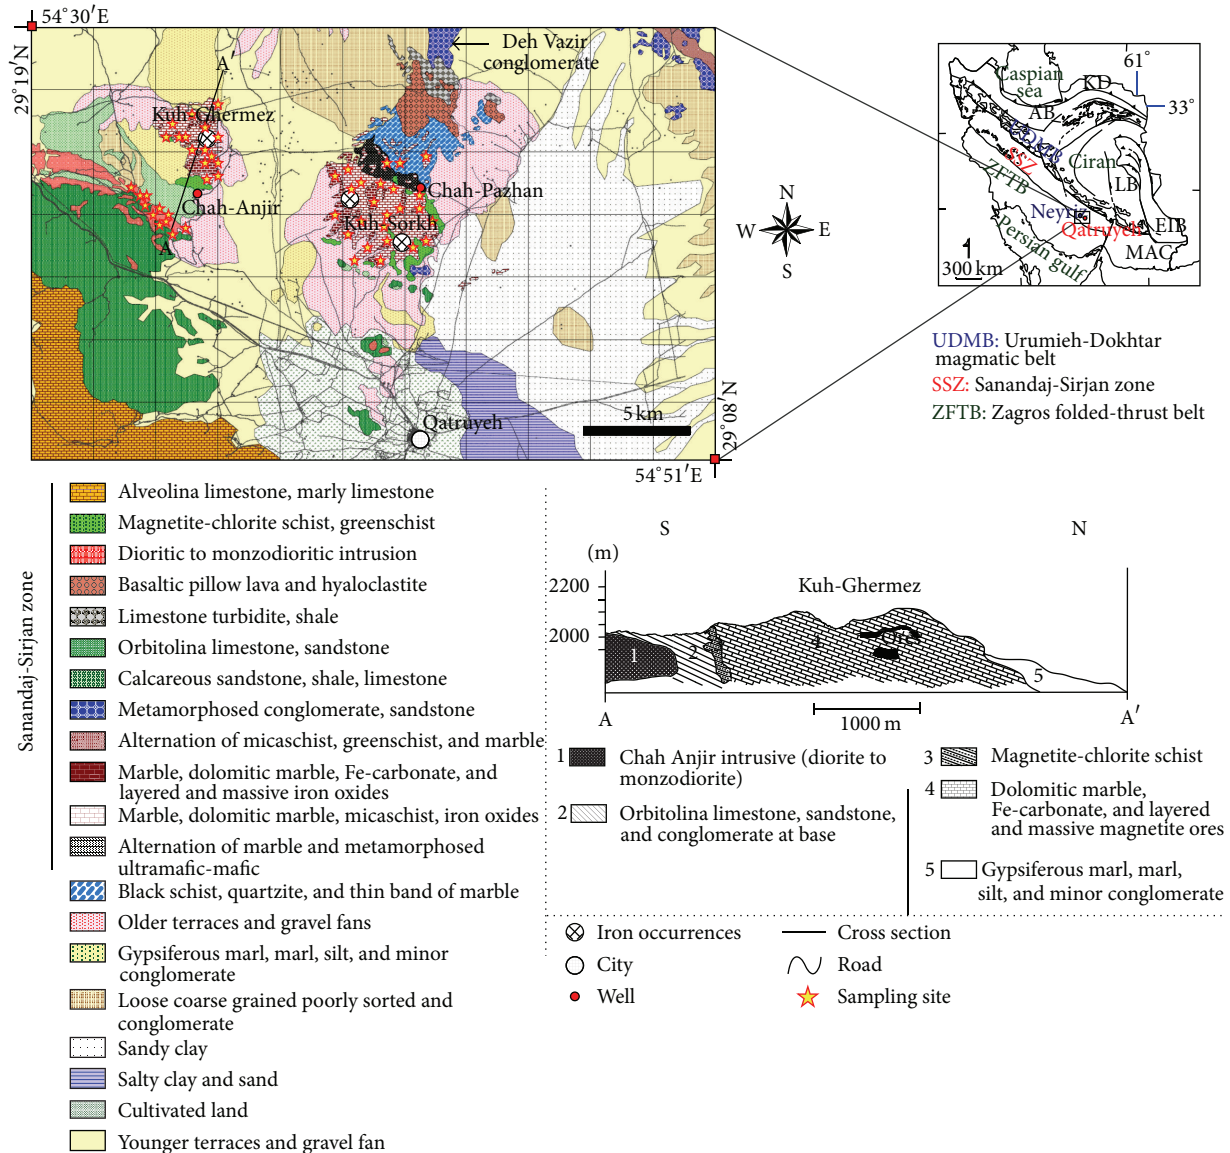 54°30′E
29°19′N
A′
Deh Vazir
conglomerate
Kuh-Ghermez
Chah-Pazhan
Chah-Anjir
Kuh-Sorkh
A
Qatruyeh
5 km
29°08′N
54°51′E
N
W
E
S
61°
33°
Caspian
sea
KD
AB
UDMB
SSZ
Ciran
ZFTB
LB
Neyriz
Qatruyeh
EIB
Persian gulf
MAC
300 km
UDMB: Urumieh-Dokhtar
magmatic belt
SSZ: Sanandaj-Sirjan zone
ZFTB: Zagros folded-thrust belt
Sanandaj-Sirjan zone
Alveolina limestone, marly limestone
Magnetite-chlorite schist, greenschist
Dioritic to monzodioritic intrusion
Basaltic pillow lava and hyaloclastite
Limestone turbidite, shale
Orbitolina limestone, sandstone
Calcareous sandstone, shale, limestone
Metamorphosed conglomerate, sandstone
Alternation of micaschist, greenschist, and marble
Marble, dolomitic marble, Fe-carbonate, and
layered and massive iron oxides
Marble, dolomitic marble, micaschist, iron oxides
Alternation of marble and metamorphosed
ultramafic-mafic
Black schist, quartzite, and thin band of marble
Older terraces and gravel fans
Gypsiferous marl, marl, silt, and minor
conglomerate
Loose coarse grained poorly sorted and
conglomerate
Sandy clay
Salty clay and sand
Cultivated land
Younger terraces and gravel fan
S
N
(m)
2200
2000
Kuh-Ghermez
1
2
4
Ores
5
A
A′
1000 m
1 Chah Anjir intrusive (diorite to
monzodiorite)
2 Orbitolina limestone, sandstone,
and conglomerate at base
3 Magnetite-chlorite schist
4 Dolomitic marble,
Fe-carbonate, and layered
and massive magnetite ores
5 Gypsiferous marl, marl,
silt, and minor conglomerate
Iron occurrences
City
Well
Cross section
Road
Sampling site